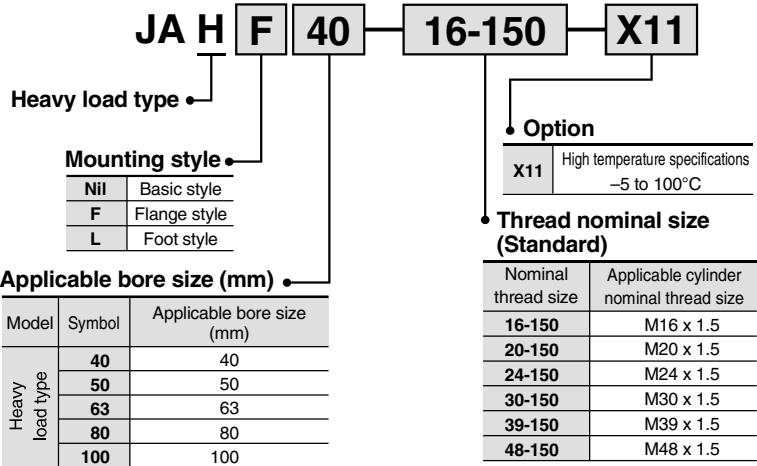 JA H F 40 16-150 X11
Heavy load type
Mounting style
Nil Basic style
F Flange style
L Foot style
Applicable bore size (mm)
Model Symbol Applicable bore size
(mm)
Heavy
load type
40 40
50 50
63 63
80 80
100 100
Option
X11 High temperature specifications
–5 to 100°C
Thread nominal size
(Standard)
Nominal
thread size
Applicable cylinder
nominal thread size
16-150 M16 x 1.5
20-150 M20 x 1.5
24-150 M24 x 1.5
30-150 M30 x 1.5
39-150 M39 x 1.5
48-150 M48 x 1.5